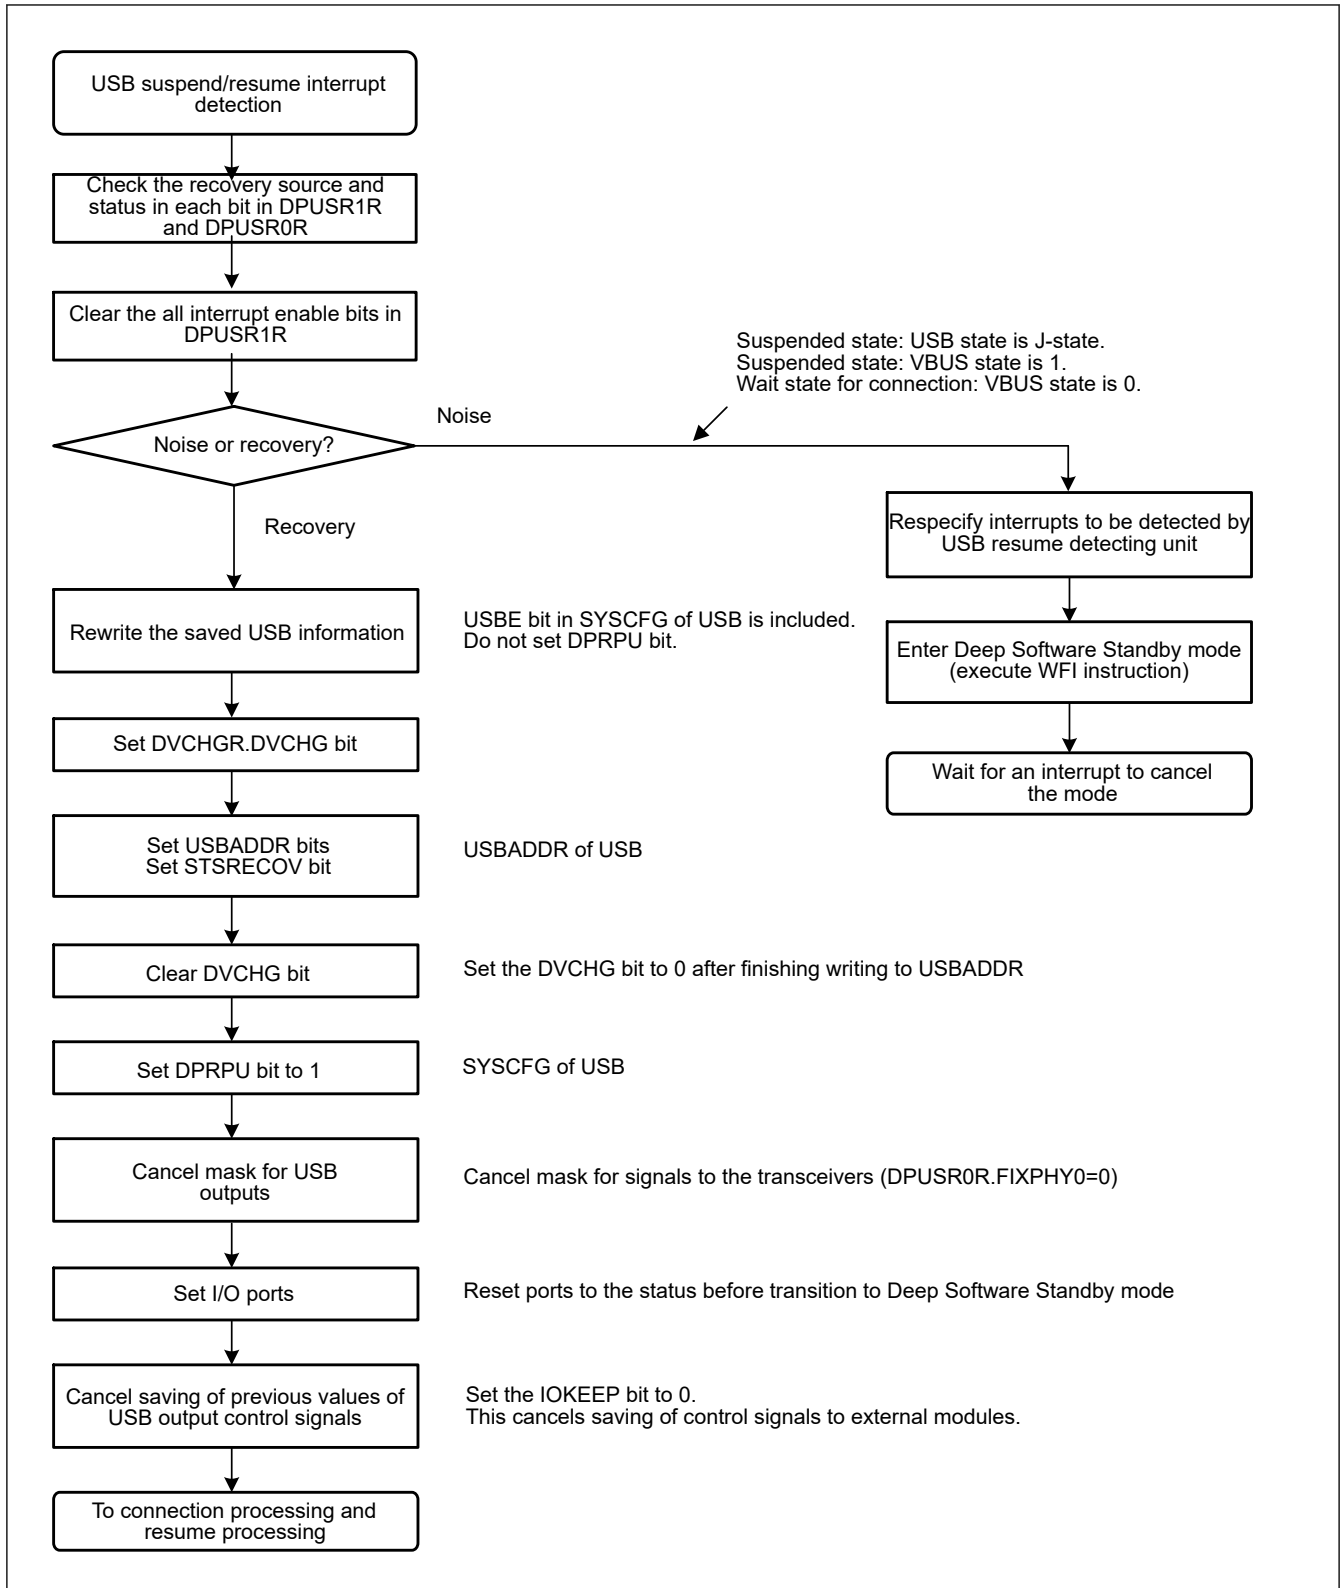 USB suspend/resume interrupt
detection
Check the recovery source and
status in each bit in DPUSR1R
and DPUSR0R
Clear the all interrupt enable bits in
DPUSR1R
Suspended state: USB state is J-state.
Suspended state: VBUS state is 1.
Wait state for connection: VBUS state is 0.
Noise
Noise or recovery?
Recovery
Respecify interrupts to be detected by
USB resume detecting unit
Enter Deep Software Standby mode
(execute WFI instruction)
Wait for an interrupt to cancel
the mode
Rewrite the saved USB information
USBE bit in SYSCFG of USB is included.
Do not set DPRPU bit.
Set DVCHGR.DVCHG bit
Set USBADDR bits
Set STSRECOV bit
USBADDR of USB
Clear DVCHG bit
Set the DVCHG bit to 0 after finishing writing to USBADDR
Set DPRPU bit to 1
SYSCFG of USB
Cancel mask for USB
outputs
Cancel mask for signals to the transceivers (DPUSR0R.FIXPHY0=0)
Set I/O ports
Reset ports to the status before transition to Deep Software Standby mode
Cancel saving of previous values of
USB output control signals
Set the IOKEEP bit to 0.
This cancels saving of control signals to external modules.
To connection processing and
resume processing